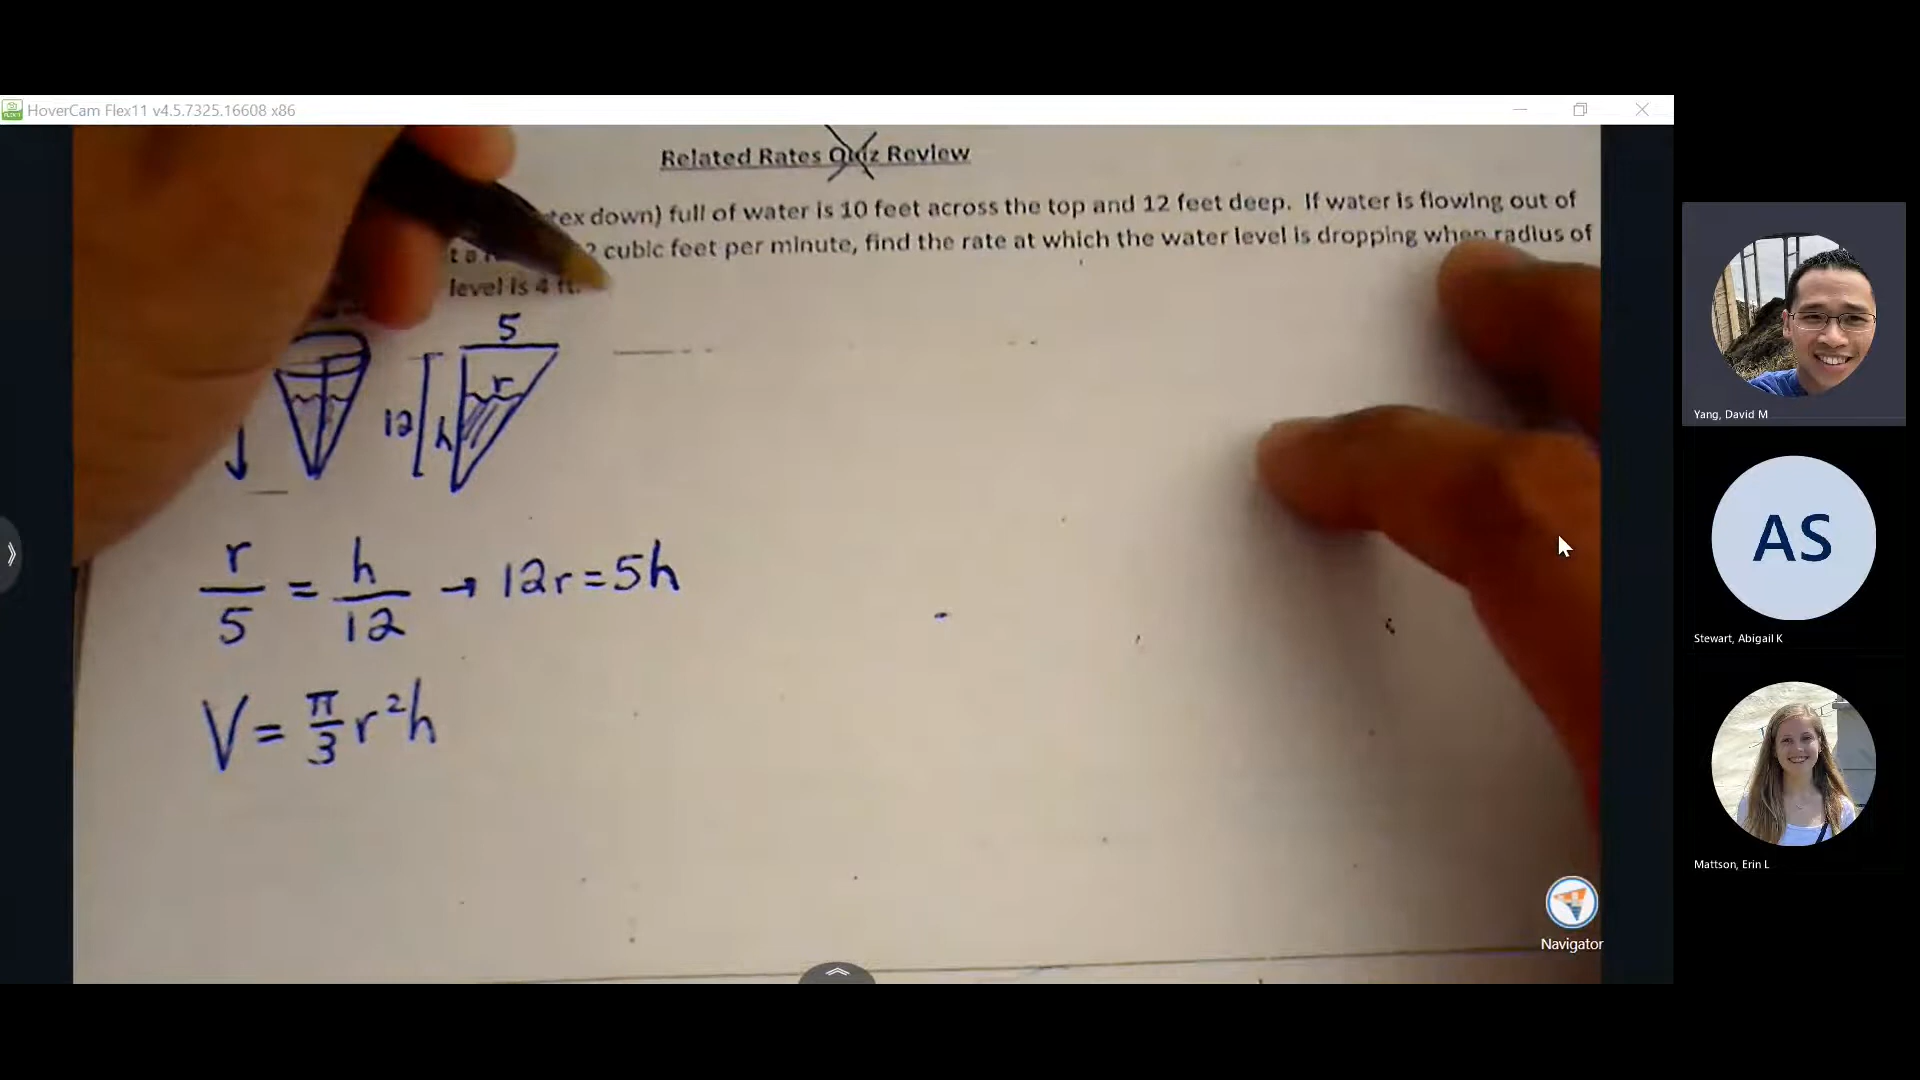 HoverCam Flex11 v4.5.7325.16608 x86
Related Rates Quiz Review
tex down) full of water is 10 feet across the top and 12 feet deep. If water is flowing out of
2 cubic feet per minute, find the rate at which the water level is dropping when radius of
level is 4 ft.
5
r
12
h
r/5 = h/12 → 12r=5h
V = π/3 r²h
Yang, David M
AS
Stewart, Abigail K
Mattson, Erin L
Navigator